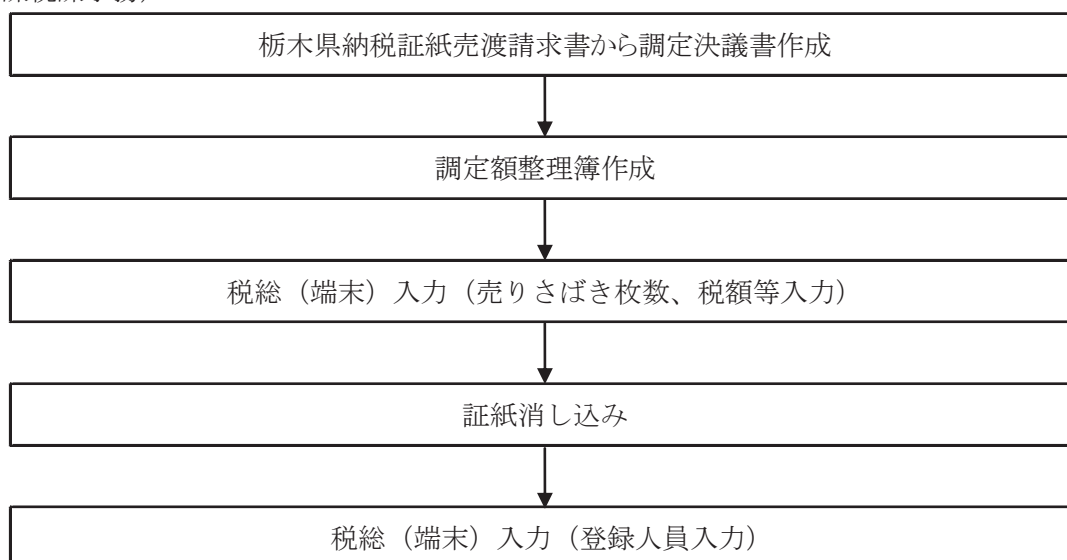 栃木県納税証紙売渡請求書から調定決議書作成
調定額整理簿作成
税総（端末）入力（売りさばき枚数、税額等入力）
証紙消し込み
税総（端末）入力（登録人員入力）